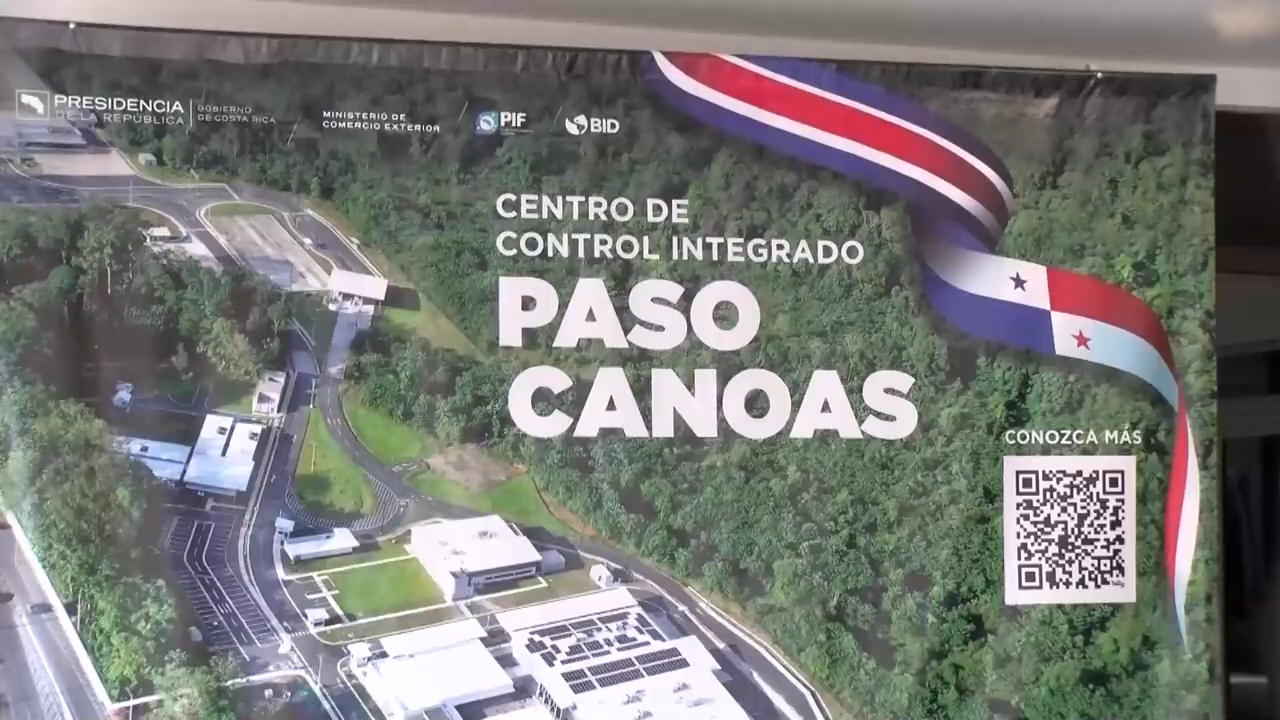 PRESIDENCIA
DE LA REPÚBLICA
GOBIERNO
DE COSTA RICA
MINISTERIO DE
COMERCIO EXTERIOR
PIF
BID
CENTRO DE
CONTROL INTEGRADO
PASO
CANOAS
CONOZCA MÁS